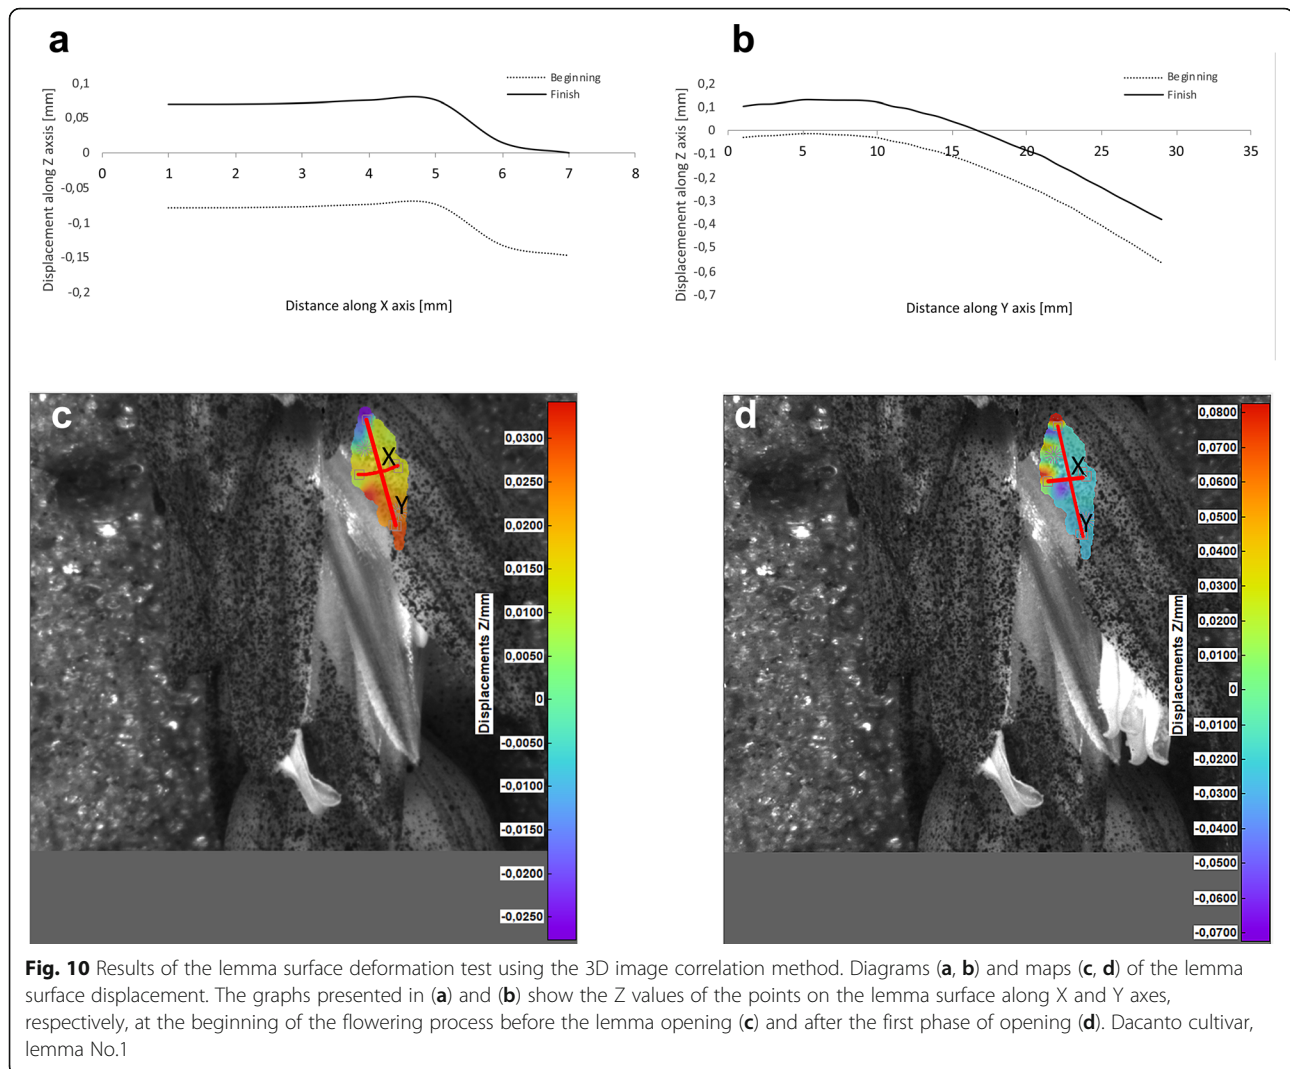 a
Displacement along Z axis [mm]
0,1
0,05
0
-0,05
-0,1
-0,15
-0,2
0 1 2 3 4 5 6 7 8
Beginning
Finish
Distance along X axis [mm]
b
Displacemenent along Z axis [mm]
0,2
0,1
0
-0,1
-0,2
-0,3
-0,4
-0,5
-0,6
-0,7
0 5 10 15 20 25 30 35
Beginning
Finish
Distance along Y axis [mm]
c
X
Y
Displacements Z/mm
0,0300
0,0250
0,0200
0,0150
0,0100
0,0050
0
-0,0050
-0,0100
-0,0150
-0,0200
-0,0250
d
X
Y
Displacements Z/mm
0,0800
0,0700
0,0600
0,0500
0,0400
0,0300
0,0200
0,0100
0
-0,0100
-0,0200
-0,0300
-0,0400
-0,0500
-0,0600
-0,0700
Fig. 10 Results of the lemma surface deformation test using the 3D image correlation method. Diagrams (a, b) and maps (c, d) of the lemma
surface displacement. The graphs presented in (a) and (b) show the Z values of the points on the lemma surface along X and Y axes,
respectively, at the beginning of the flowering process before the lemma opening (c) and after the first phase of opening (d). Dacanto cultivar,
lemma No.1